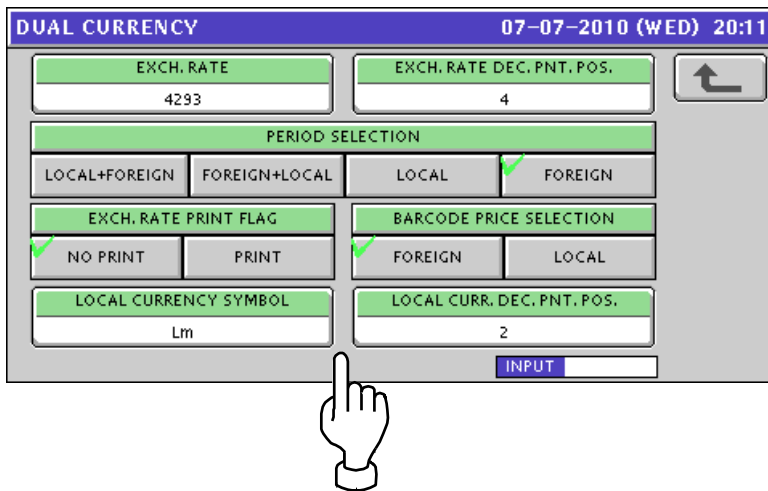 DUAL CURRENCY 07-07-2010 (WED) 20:11
EXCH. RATE EXCH. RATE DEC. PNT. POS.
4293 4
PERIOD SELECTION
LOCAL+FOREIGN FOREIGN+LOCAL LOCAL FOREIGN
EXCH. RATE PRINT FLAG BARCODE PRICE SELECTION
NO PRINT PRINT FOREIGN LOCAL
LOCAL CURRENCY SYMBOL LOCAL CURR. DEC. PNT. POS.
Lm 2
INPUT